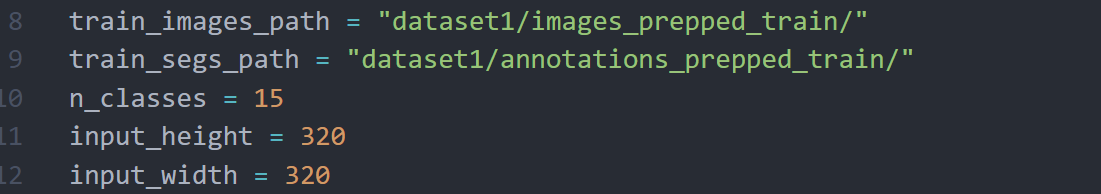 8 train_images_path = "dataset1/images_prepped_train/"
9 train_segs_path = "dataset1/annotations_prepped_train/"
10 n_classes = 15
11 input_height = 320
12 input_width = 320